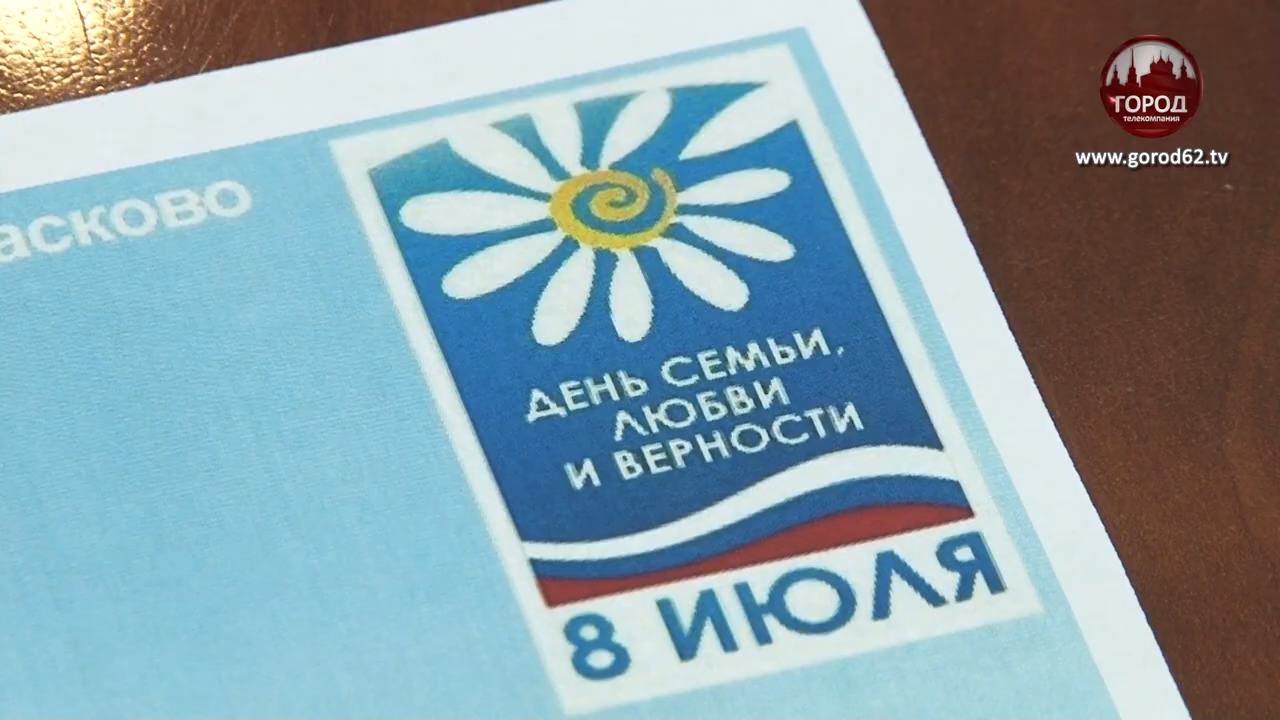 ГОРОД
телекомпания
www.gorod62.tv
асково
ДЕНЬ СЕМЬИ,
ЛЮБВИ
И ВЕРНОСТИ
8 ИЮЛЯ